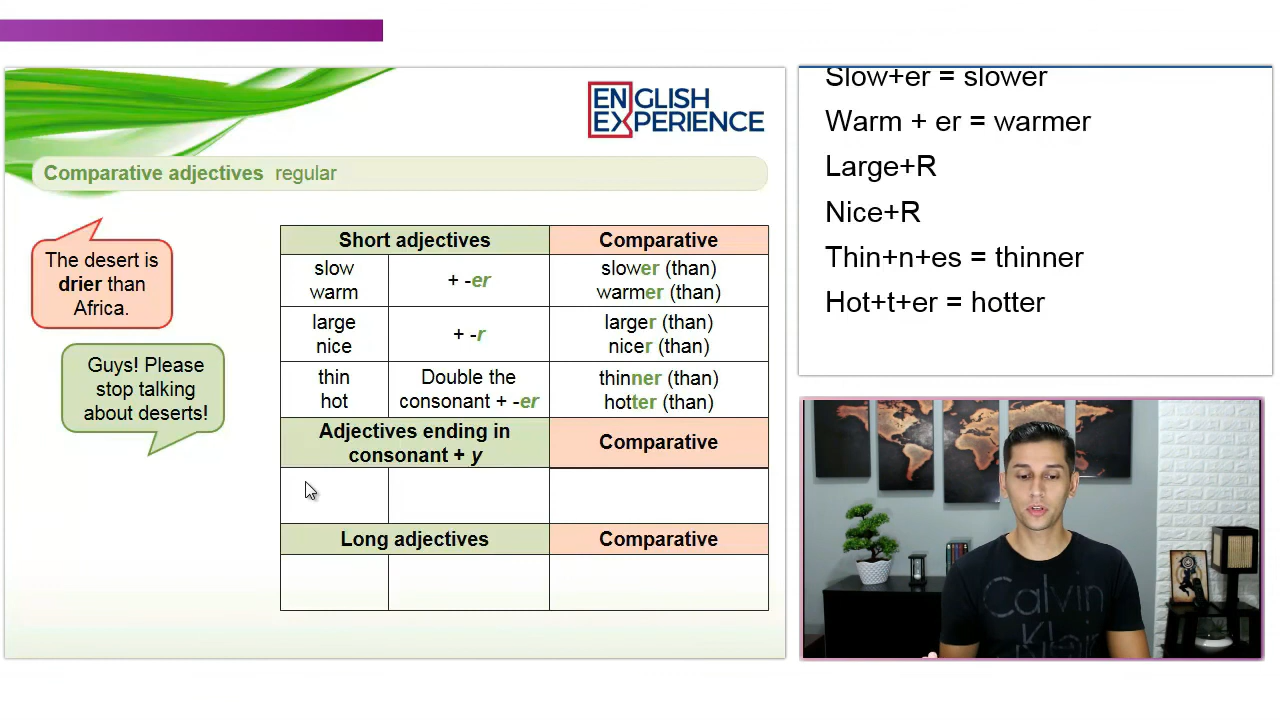 ENGLISH
EXPERIENCE
Comparative adjectives regular
The desert is
drier than
Africa.
Guys! Please
stop talking
about deserts!
Short adjectives Comparative
slow + -er slower (than)
warm warmer (than)
large + -r larger (than)
nice nicer (than)
thin Double the thinner (than)
hot consonant + -er hotter (than)
Adjectives ending in
consonant + y Comparative
Long adjectives Comparative
Slow+er = slower
Warm + er = warmer
Large+R
Nice+R
Thin+n+es = thinner
Hot+t+er = hotter
Calvin
Klein